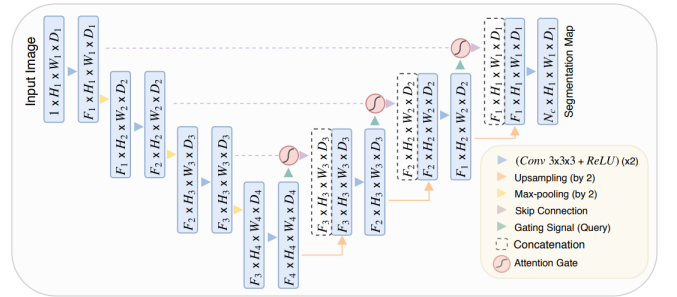 Input Image
1 x H₁ x W₁ x D₁
F₁ x H₁ x W₁ x D₁
F₁ x H₂ x W₂ x D₂
F₂ x H₂ x W₂ x D₂
F₂ x H₃ x W₃ x D₃
F₃ x H₃ x W₃ x D₃
F₃ x H₄ x W₄ x D₄
F₄ x H₄ x W₄ x D₄
F₃ x H₃ x W₃ x D₃
F₃ x H₃ x W₃ x D₃
F₂ x H₃ x W₃ x D₃
F₂ x H₂ x W₂ x D₂
F₂ x H₂ x W₂ x D₂
F₁ x H₂ x W₂ x D₂
F₁ x H₁ x W₁ x D₁
F₁ x H₁ x W₁ x D₁
N꜀ x H₁ x W₁ x D₁
Segmentation Map
(Conv 3x3x3 + ReLU) (x2)
Upsampling (by 2)
Max-pooling (by 2)
Skip Connection
Gating Signal (Query)
Concatenation
Attention Gate